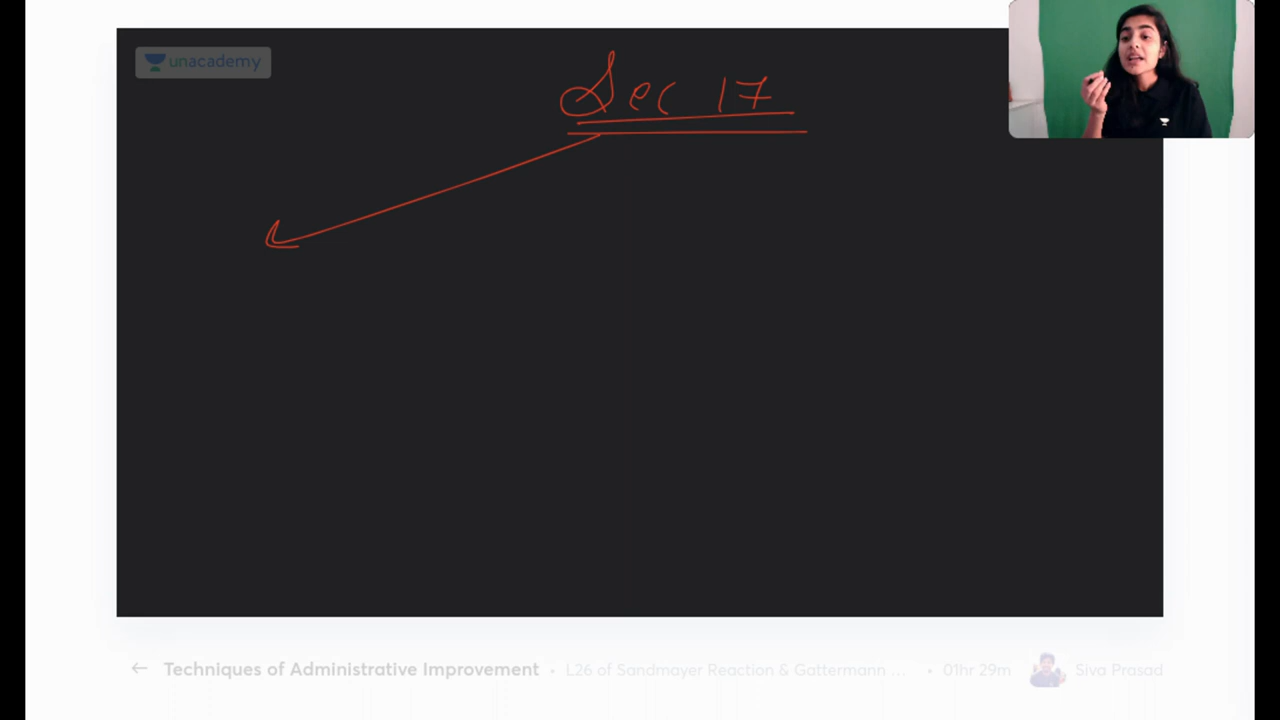 unacademy
Sec 17
Techniques of Administrative Improvement • L26 of Sandmayer Reaction & Gattermann ... • 01hr 29m Siva Prasad